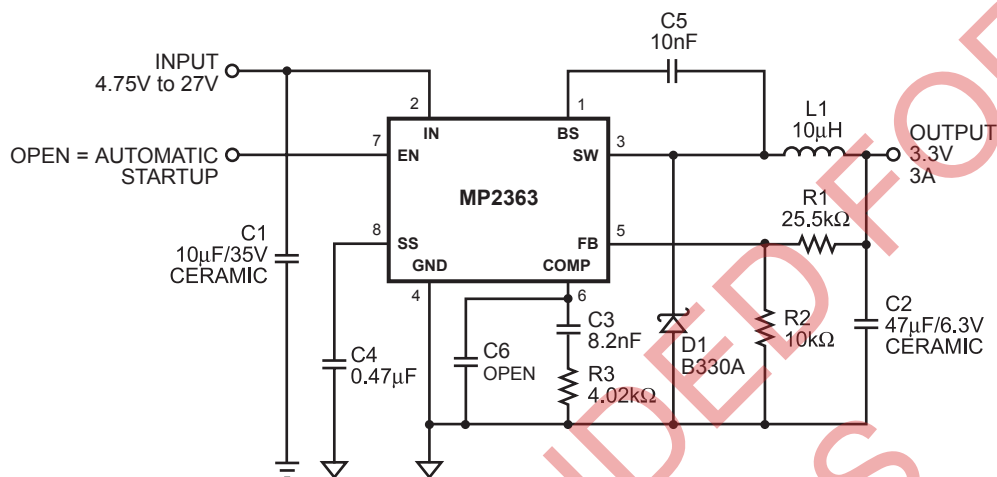 C5
10nF
INPUT
4.75V to 27V
2
1
L1
10µH
IN
BS
OPEN = AUTOMATIC
STARTUP
7
EN
SW
3
OUTPUT
3.3V
3A
MP2363
R1
25.5kΩ
8
SS
FB
5
C1
10µF/35V
CERAMIC
GND
COMP
4
6
C3
8.2nF
C2
47µF/6.3V
CERAMIC
R2
10kΩ
D1
B330A
C4
0.47µF
C6
OPEN
R3
4.02kΩ
NDED FOR
S